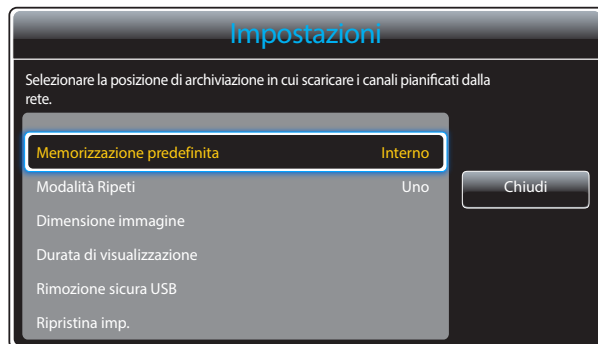 Impostazioni
Selezionare la posizione di archiviazione in cui scaricare i canali pianificati dalla
rete.
Memorizzazione predefinita Interno
Modalità Ripeti Uno
Chiudi
Dimensione immagine
Durata di visualizzazione
Rimozione sicura USB
Ripristina imp.